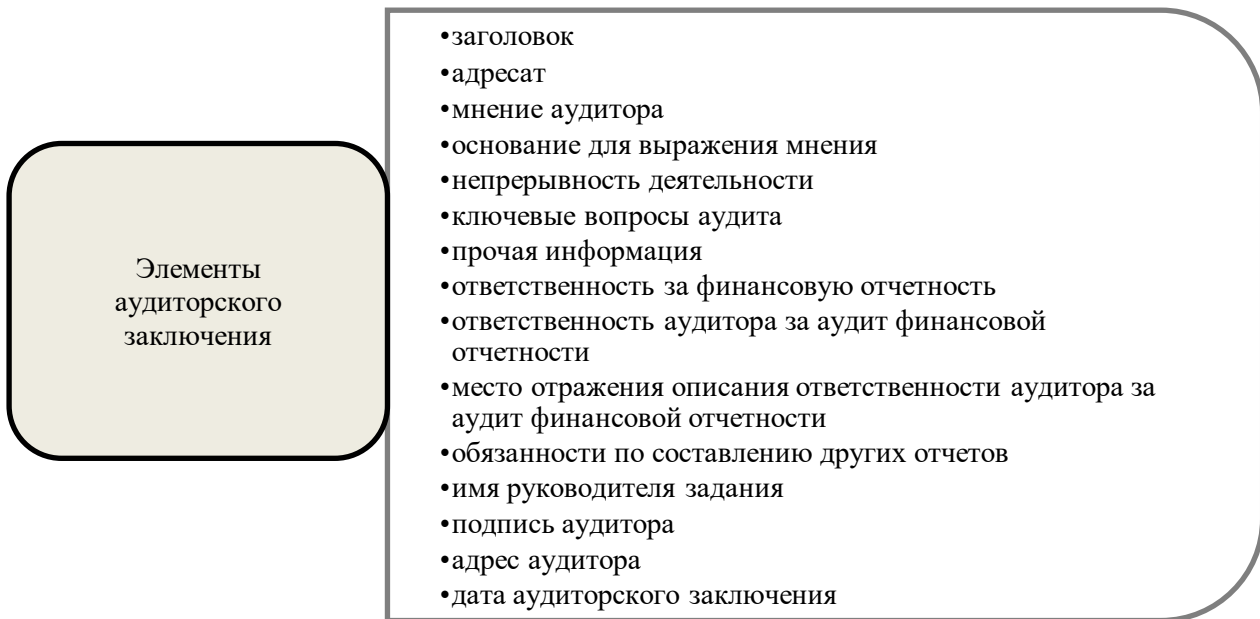 Элементы
аудиторского
заключения
•заголовок
•адресат
•мнение аудитора
•основание для выражения мнения
•непрерывность деятельности
•ключевые вопросы аудита
•прочая информация
•ответственность за финансовую отчетность
•ответственность аудитора за аудит финансовой
отчетности
•место отражения описания ответственности аудитора за
аудит финансовой отчетности
•обязанности по составлению других отчетов
•имя руководителя задания
•подпись аудитора
•адрес аудитора
•дата аудиторского заключения